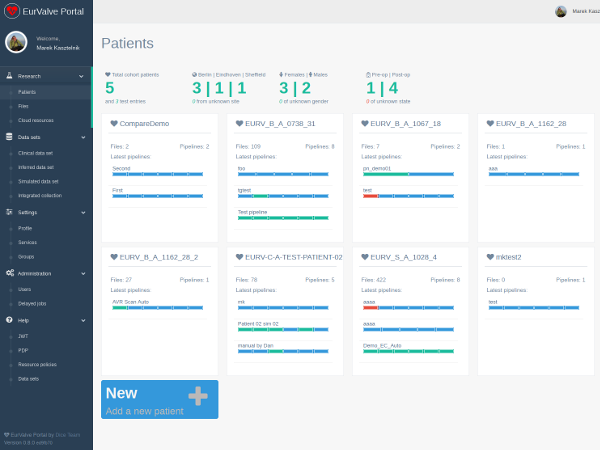 EurValve Portal
Marek Kasz
Welcome,
Marek Kasztelnik
Research
Patients
Files
Cloud resources
Data sets
Clinical data set
Inferred data set
Simulated data set
Integrated collection
Settings
Profile
Services
Groups
Administration
Users
Delayed jobs
Help
JWT
PDP
Resource policies
Data sets
EurValve Portal by Dice Team
Patients
Total cohort patients
5
and 3 test entries
Berlin | Eindhoven | Sheffield
3 | 1 | 1
0 from unknown site
Females | Males
3 | 2
0 of unknown gender
Pre-op | Post-op
1 | 4
0 of unknown state
CompareDemo
Files: 2 Pipelines: 2
Latest pipelines:
Second
First
EURV_B_A_0738_31
Files: 109 Pipelines: 8
Latest pipelines:
foo
Test pipeline
EURV_B_A_1067_18
Files: 7 Pipelines: 2
Latest pipelines:
pn_demo01
test
EURV_B_A_1162_28
Files: 1 Pipelines: 1
Latest pipelines:
aaa
EURV_B_A_1162_28_2
Files: 27 Pipelines: 1
Latest pipelines:
AVR Scan Auto
EURV-C-A-TEST-PATIENT-02
Files: 78 Pipelines: 5
Latest pipelines:
mk
Patient 02 sim 02
manual by Dan
EURV_S_A_1028_4
Files: 422 Pipelines: 8
Latest pipelines:
aaaa
aaaa
Demo_EC_Auto
mktest2
Files: 0 Pipelines: 1
Latest pipelines:
test
New
Add a new patient